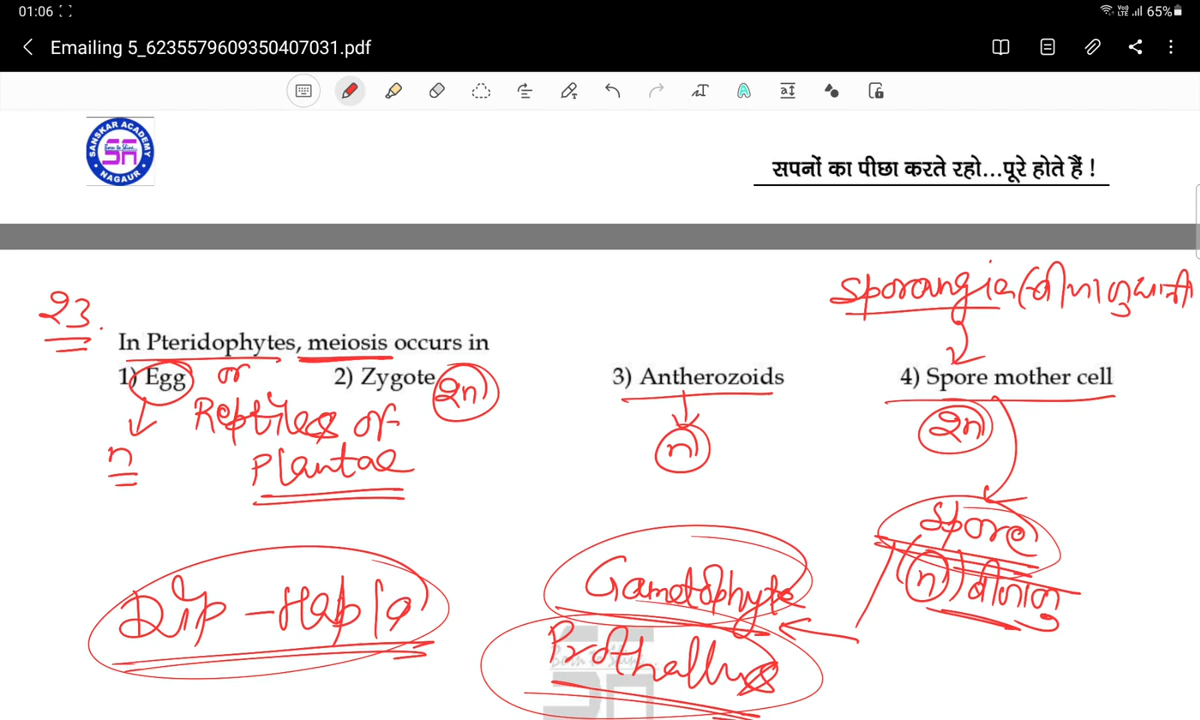 01:06
65%
Emailing 5_6235579609350407031.pdf
SANSKAR ACADEMY
SA
NAGAUR
सपनों का पीछा करते रहो...पूरे होते हैं !
Sporangia (बीजाणुधानी
23.
In Pteridophytes, meiosis occurs in
1) Egg
2) Zygote
3) Antherozoids
4) Spore mother cell
or
2n
Reptiles of
Plantae
n
n
2n
Spore
(n) बीजाणु
Gametophyte
Prothallus